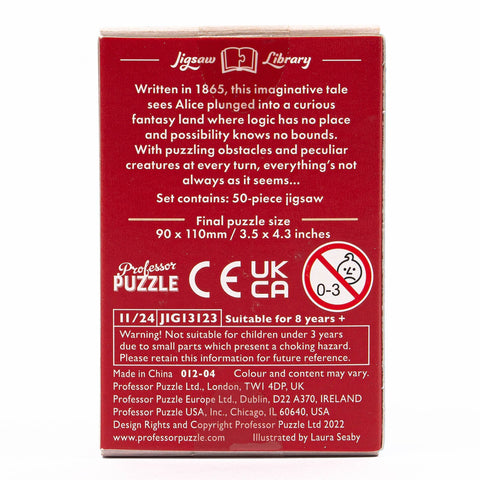 Jigsaw Library
Written in 1865, this imaginative tale
sees Alice plunged into a curious
fantasy land where logic has no place
and possibility knows no bounds.
With puzzling obstacles and peculiar
creatures at every turn, everything's not
always as it seems...
Set contains: 50-piece jigsaw
Final puzzle size
90 x 110mm / 3.5 x 4.3 inches
Professor
PUZZLE
CE
UK
CA
0-3
11/24 JIG13123 Suitable for 8 years +
Warning! Not suitable for children under 3 years
due to small parts which present a choking hazard.
Please retain this information for future reference.
Made in China 012-04 Colour and content may vary.
Professor Puzzle Ltd., London, TW1 4DP, UK
Professor Puzzle Europe Ltd., Dublin, D22 A370, IRELAND
Professor Puzzle USA, Inc., Chicago, IL 60640, USA
Design Rights and Copyright Professor Puzzle Ltd 2022
www.professorpuzzle.com Illustrated by Laura Seaby